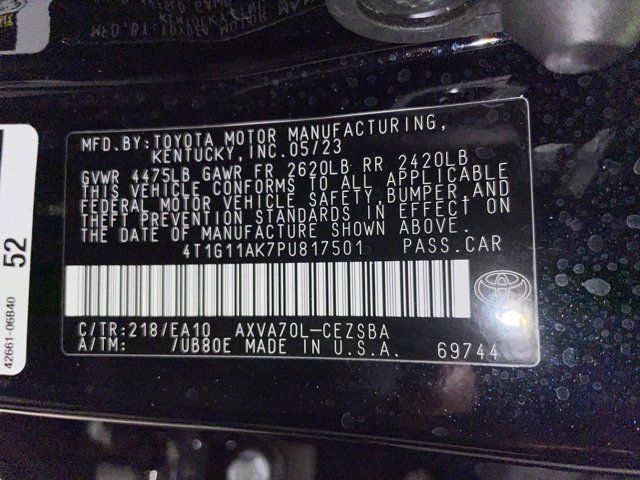 MFD.BY:TOYOTA MOTOR MANUFACTURING,
KENTUCKY,INC.05/23
GVWR 4475LB GAWR FR 2620LB RR 2420LB
THIS VEHICLE CONFORMS TO ALL APPLICABLE
FEDERAL MOTOR VEHICLE SAFETY,BUMPER,AND
THEFT PREVENTION STANDARDS IN EFFECT ON
THE DATE OF MANUFACTURE SHOWN ABOVE.
4T1G11AK7PU817501 PASS.CAR
C/TR:218/EA10 AXVA70L-CEZSBA
A/TM: 7UB80E MADE IN U.S.A. 69744
52
42661-06B40